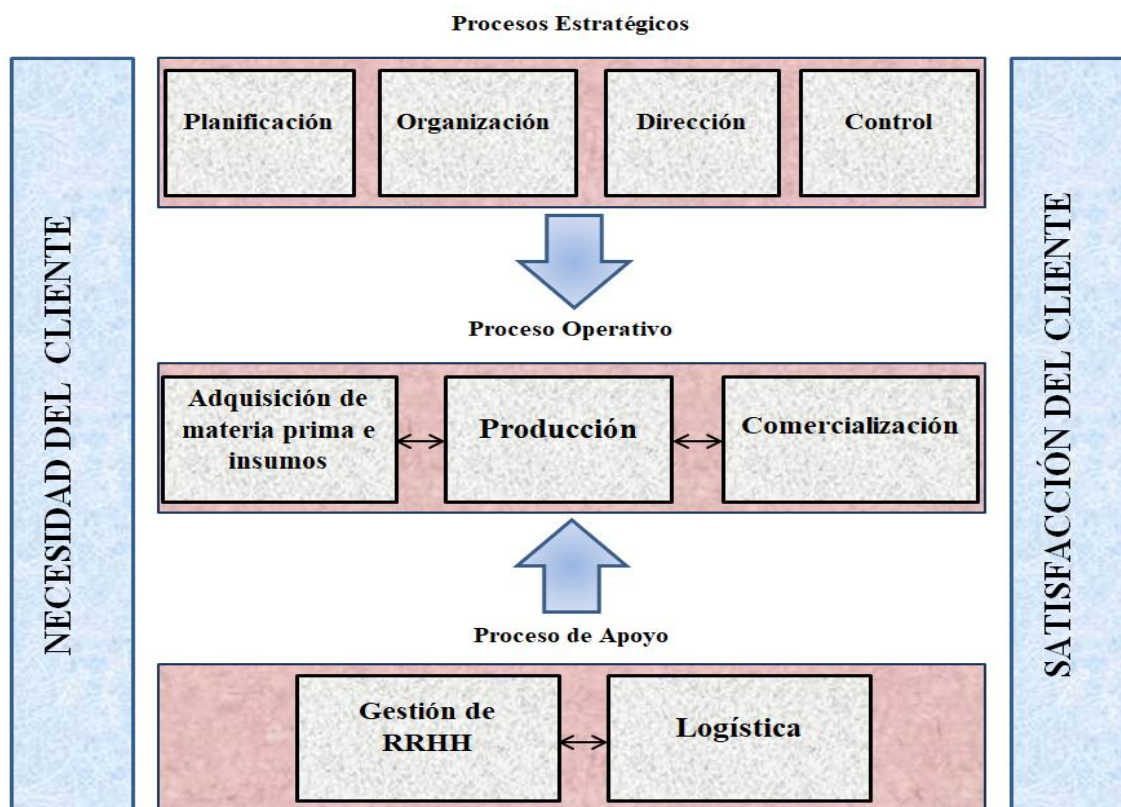 Procesos Estratégicos
NECESIDAD DEL CLIENTE
Planificación
Organización
Dirección
Control
Proceso Operativo
Adquisición de
materia prima e
insumos
Producción
Comercialización
Proceso de Apoyo
Gestión de
RRHH
Logística
SATISFACCIÓN DEL CLIENTE